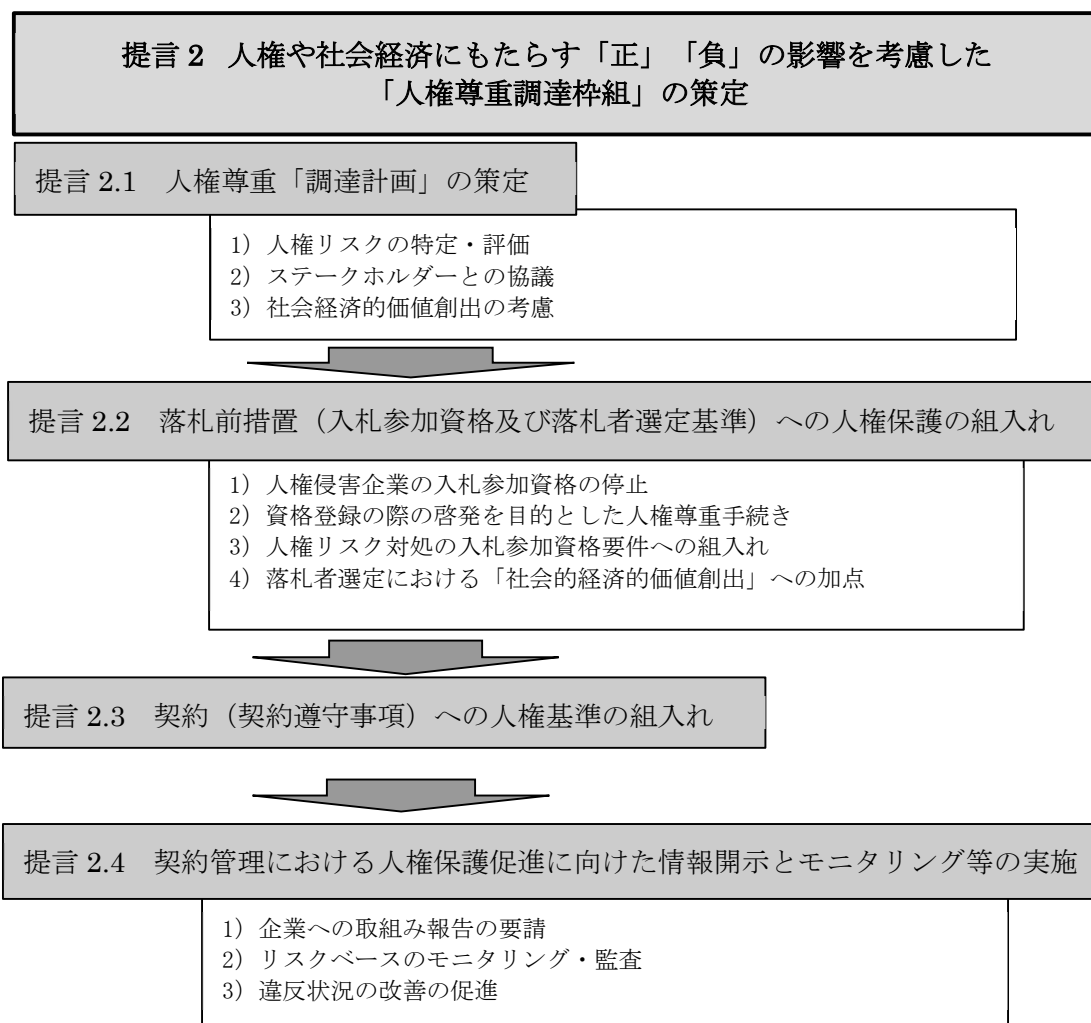 提言 2 人権や社会経済にもたらす「正」「負」の影響を考慮した
「人権尊重調達枠組」の策定
提言 2.1 人権尊重「調達計画」の策定
1）人権リスクの特定・評価
2）ステークホルダーとの協議
3）社会経済的価値創出の考慮
提言 2.2 落札前措置（入札参加資格及び落札者選定基準）への人権保護の組入れ
1）人権侵害企業の入札参加資格の停止
2）資格登録の際の啓発を目的とした人権尊重手続き
3）人権リスク対処の入札参加資格要件への組入れ
4）落札者選定における「社会的経済的価値創出」への加点
提言 2.3 契約（契約遵守事項）への人権基準の組入れ
提言 2.4 契約管理における人権保護促進に向けた情報開示とモニタリング等の実施
1）企業への取組み報告の要請
2）リスクベースのモニタリング・監査
3）違反状況の改善の促進